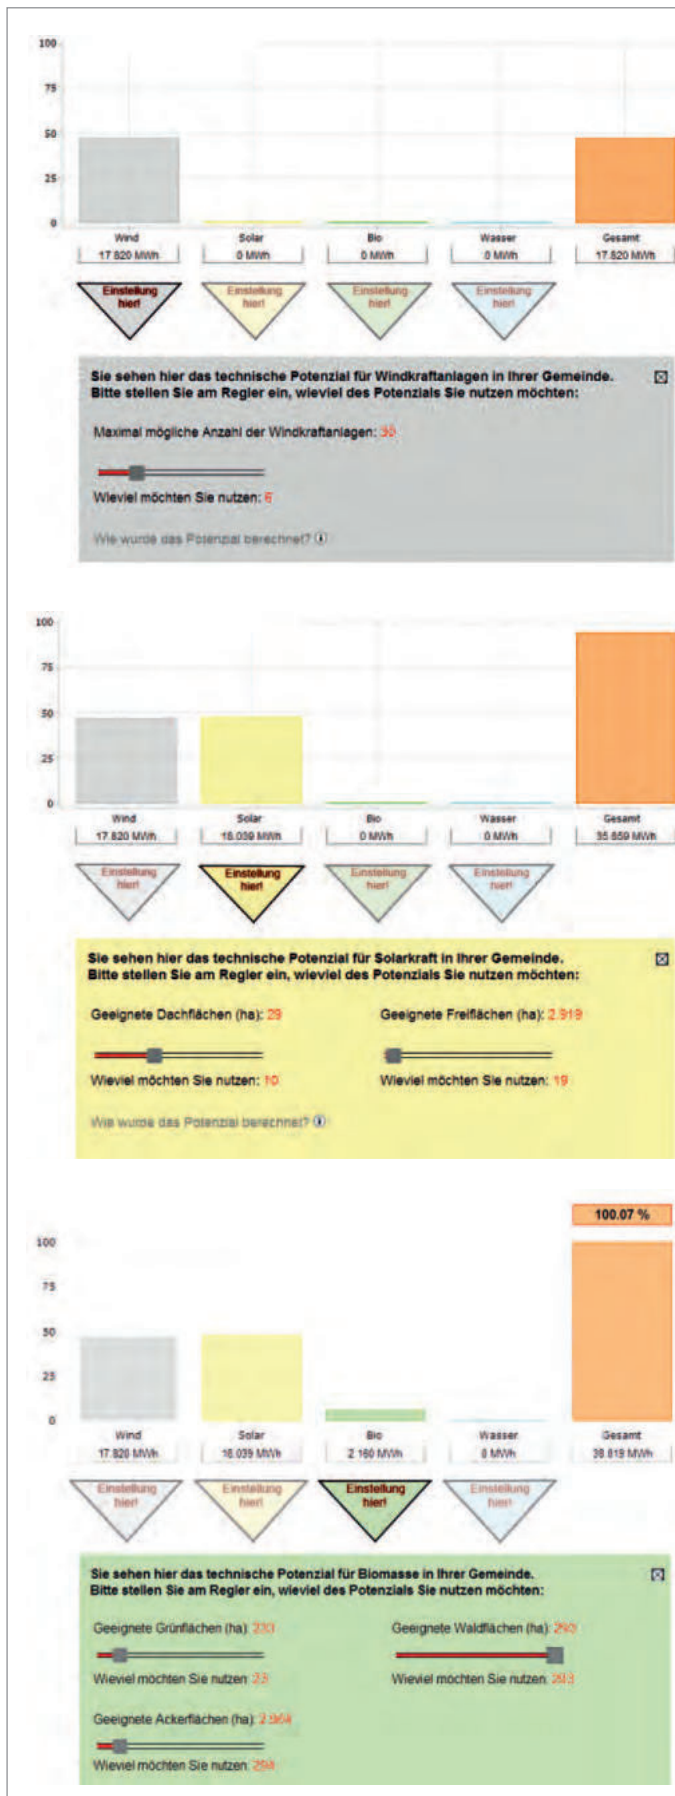 100
75
50
25
0
Wind Solar Bio Wasser Gesamt
17.820 MWh 0 MWh 0 MWh 0 MWh 17.820 MWh
Einstellung hier! Einstellung hier! Einstellung hier! Einstellung hier!
Sie sehen hier das technische Potenzial für Windkraftanlagen in Ihrer Gemeinde.
Bitte stellen Sie am Regler ein, wieviel des Potenzials Sie nutzen möchten:
Maximal mögliche Anzahl der Windkraftanlagen: 30
Wieviel möchten Sie nutzen: 6
Wie wurde das Potenzial berechnet?
100
75
50
25
0
Wind Solar Bio Wasser Gesamt
17.820 MWh 18.039 MWh 0 MWh 0 MWh 35.859 MWh
Einstellung hier! Einstellung hier! Einstellung hier! Einstellung hier!
Sie sehen hier das technische Potenzial für Solarkraft in Ihrer Gemeinde.
Bitte stellen Sie am Regler ein, wieviel des Potenzials Sie nutzen möchten:
Geeignete Dachflächen (ha): 29 Geeignete Freiflächen (ha): 2.919
Wieviel möchten Sie nutzen: 10 Wieviel möchten Sie nutzen: 19
Wie wurde das Potenzial berechnet?
100.07 %
100
75
50
25
0
Wind Solar Bio Wasser Gesamt
17.820 MWh 18.039 MWh 2.160 MWh 0 MWh
Einstellung hier! Einstellung hier! Einstellung hier! Einstellung hier!
Sie sehen hier das technische Potenzial für Biomasse in Ihrer Gemeinde.
Bitte stellen Sie am Regler ein, wieviel des Potenzials Sie nutzen möchten:
Geeignete Grünflächen (ha): Geeignete Waldflächen (ha):
Wieviel möchten Sie nutzen: 23 Wieviel möchten Sie nutzen:
Geeignete Ackerflächen (ha):
Wieviel möchten Sie nutzen: